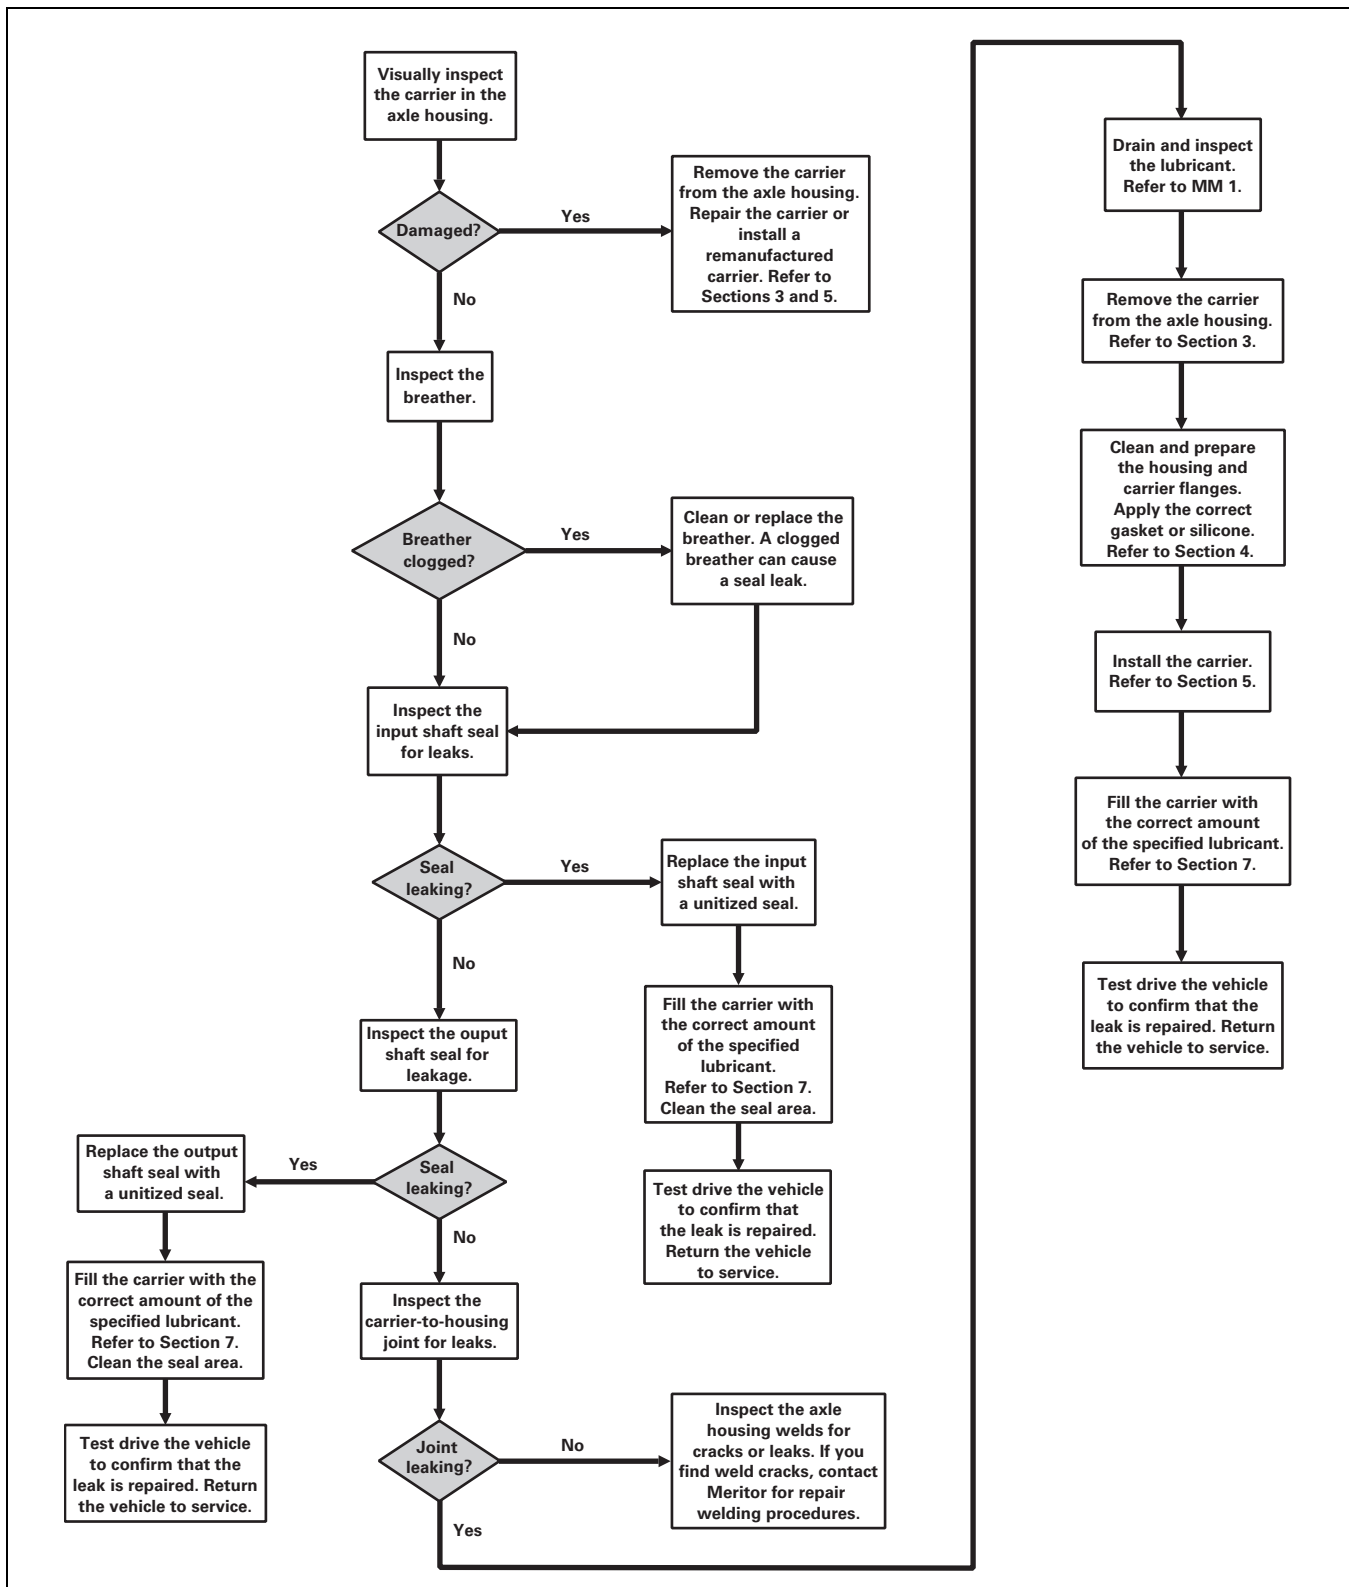 Visually inspect
the carrier in the
axle housing.
Damaged?
Yes
Remove the carrier
from the axle housing.
Repair the carrier or
install a
remanufactured
carrier. Refer to
Sections 3 and 5.
No
Inspect the
breather.
Breather
clogged?
Yes
Clean or replace the
breather. A clogged
breather can cause
a seal leak.
No
Inspect the
input shaft seal
for leaks.
Seal
leaking?
Yes
Replace the input
shaft seal with
a unitized seal.
Fill the carrier with
the correct amount
of the specified
lubricant.
Refer to Section 7.
Clean the seal area.
Test drive the vehicle
to confirm that
the leak is repaired.
Return the vehicle
to service.
No
Inspect the ouput
shaft seal for
leakage.
Seal
leaking?
Yes
Replace the output
shaft seal with
a unitized seal.
Fill the carrier with the
correct amount of the
specified lubricant.
Refer to Section 7.
Clean the seal area.
Test drive the vehicle
to confirm that the
leak is repaired. Return
the vehicle to service.
No
Inspect the
carrier-to-housing
joint for leaks.
Joint
leaking?
No
Inspect the axle
housing welds for
cracks or leaks. If you
find weld cracks, contact
Meritor for repair
welding procedures.
Yes
Drain and inspect
the lubricant.
Refer to MM 1.
Remove the carrier
from the axle housing.
Refer to Section 3.
Clean and prepare
the housing and
carrier flanges.
Apply the correct
gasket or silicone.
Refer to Section 4.
Install the carrier.
Refer to Section 5.
Fill the carrier with
the correct amount
of the specified lubricant.
Refer to Section 7.
Test drive the vehicle
to confirm that the
leak is repaired. Return
the vehicle to service.